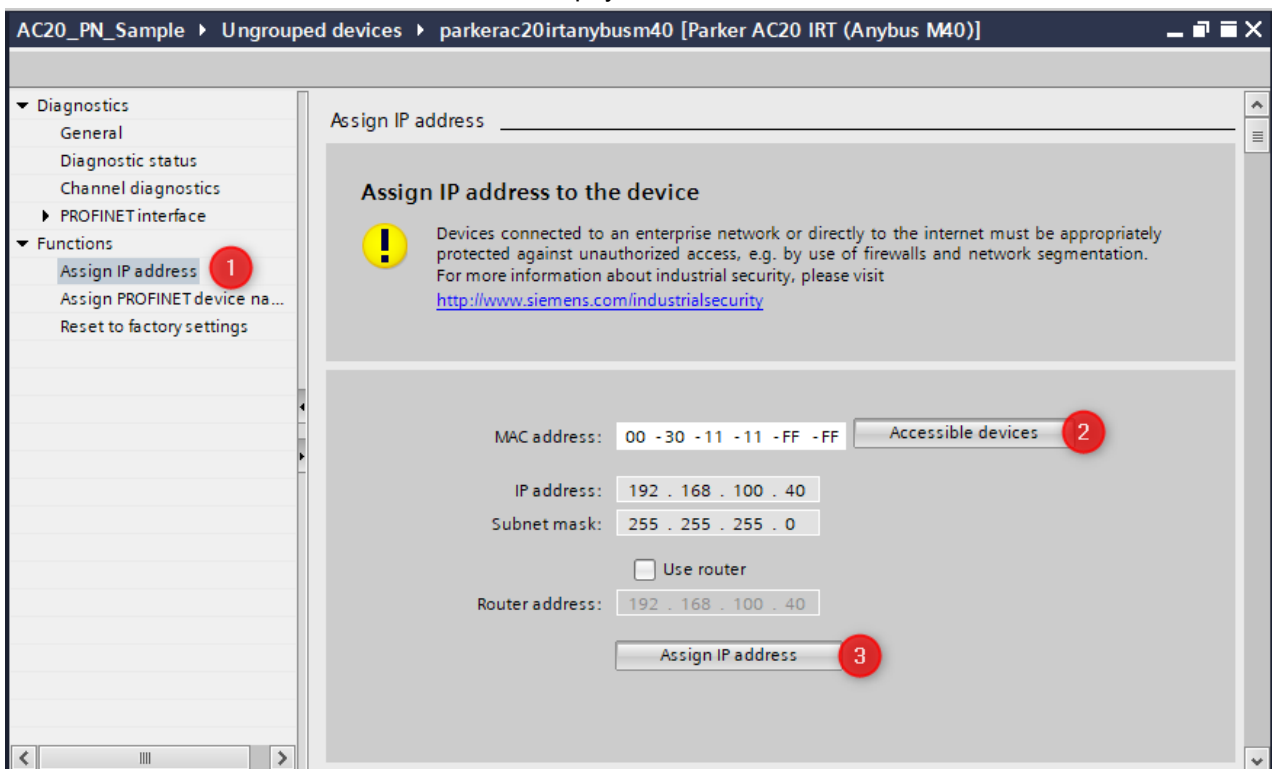 AC20_PN_Sample ▸ Ungrouped devices ▸ parkerac20irtanybusm40 [Parker AC20 IRT (Anybus M40)]
Diagnostics
General
Diagnostic status
Channel diagnostics
PROFINET interface
Functions
Assign IP address 1
Assign PROFINET device na...
Reset to factory settings
Assign IP address
Assign IP address to the device
Devices connected to an enterprise network or directly to the internet must be appropriately
protected against unauthorized access, e.g. by use of firewalls and network segmentation.
For more information about industrial security, please visit
http://www.siemens.com/industrialsecurity
MAC address: 00 -30 -11 -11 -FF -FF Accessible devices 2
IP address: 192 . 168 . 100 . 40
Subnet mask: 255 . 255 . 255 . 0
Use router
Router address: 192 . 168 . 100 . 40
Assign IP address 3